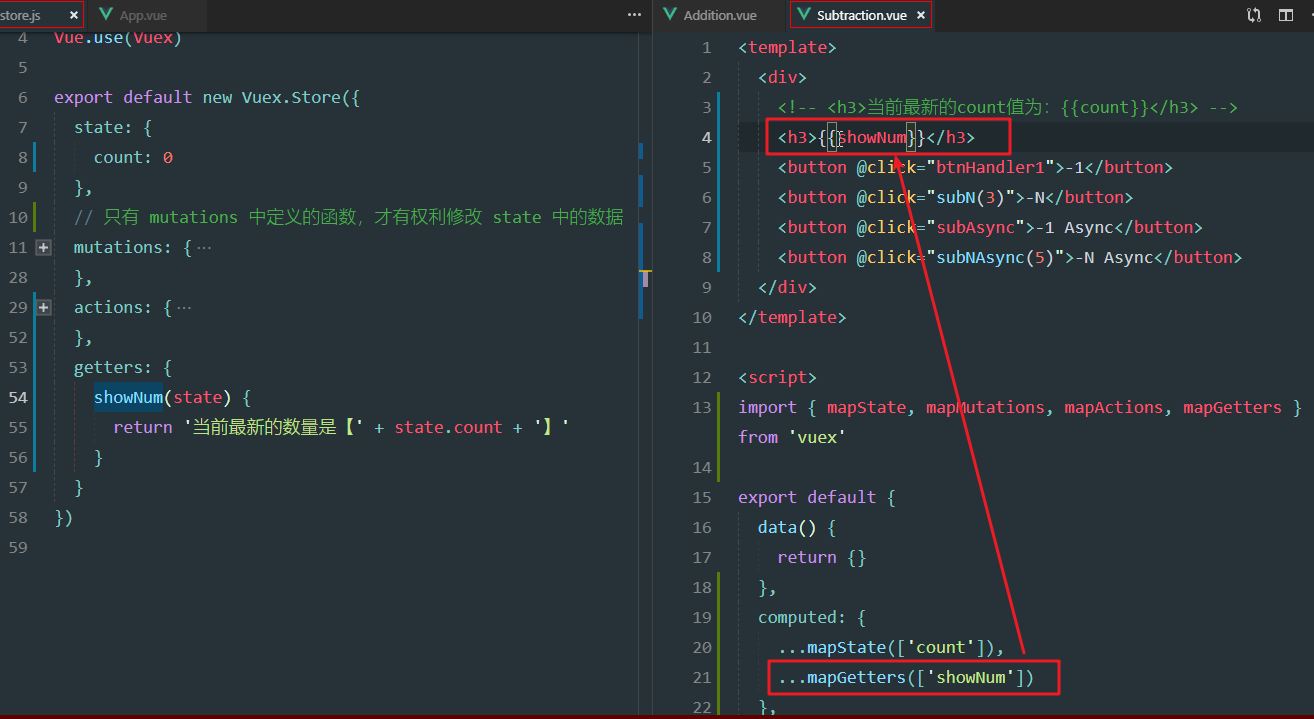 store.js × App.vue ···
4 Vue.use(Vuex)
5
6 export default new Vuex.Store({
7 state: {
8 count: 0
9 },
10 // 只有 mutations 中定义的函数，才有权利修改 state 中的数据
11 mutations: { ···
28 },
29 actions: { ···
52 },
53 getters: {
54 showNum(state) {
55 return '当前最新的数量是【' + state.count + '】'
56 }
57 }
58 })
59
Addition.vue Subtraction.vue ×
1 <template>
2 <div>
3 <!-- <h3>当前最新的count值为：{{count}}</h3> -->
4 <h3>{{showNum}}</h3>
5 <button @click="btnHandler1">-1</button>
6 <button @click="subN(3)">-N</button>
7 <button @click="subAsync">-1 Async</button>
8 <button @click="subNAsync(5)">-N Async</button>
9 </div>
10 </template>
11
12 <script>
13 import { mapState, mapMutations, mapActions, mapGetters }
from 'vuex'
14
15 export default {
16 data() {
17 return {}
18 },
19 computed: {
20 ...mapState(['count']),
21 ...mapGetters(['showNum'])
22 },